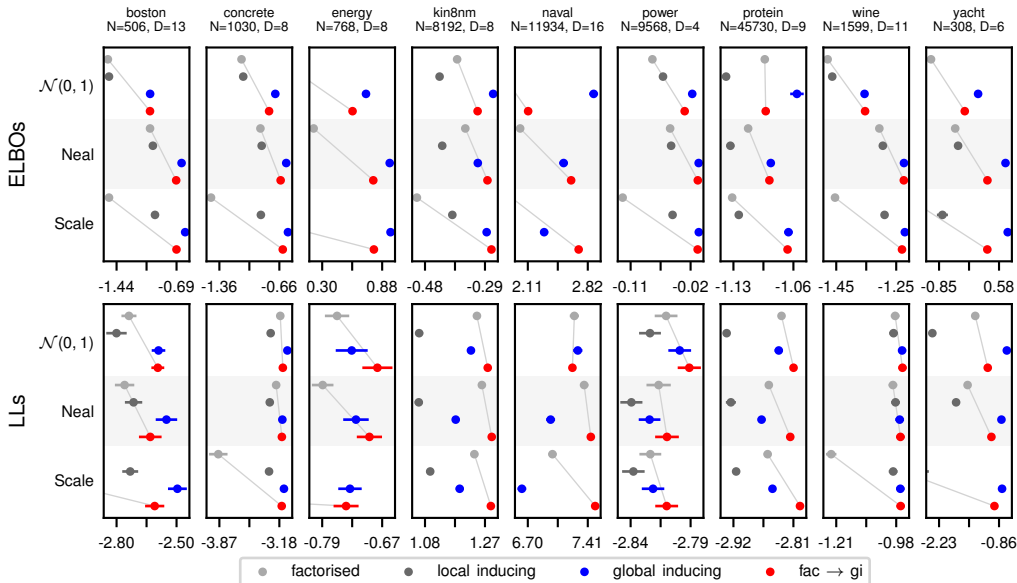 boston concrete energy kin8nm naval power protein wine yacht
N=506, D=13 N=1030, D=8 N=768, D=8 N=8192, D=8 N=11934, D=16 N=9568, D=4 N=45730, D=9 N=1599, D=11 N=308, D=6
ELBOs
𝒩(0, 1)
Neal
Scale
-1.44 -0.69 -1.36 -0.66 0.30 0.88 -0.48 -0.29 2.11 2.82 -0.11 -0.02 -1.13 -1.06 -1.45 -1.25 -0.85 0.58
LLs
𝒩(0, 1)
Neal
Scale
-2.80 -2.50 -3.87 -3.18 -0.79 -0.67 1.08 1.27 6.70 7.41 -2.84 -2.79 -2.92 -2.81 -1.21 -0.98 -2.23 -0.86
factorised local inducing global inducing fac → gi